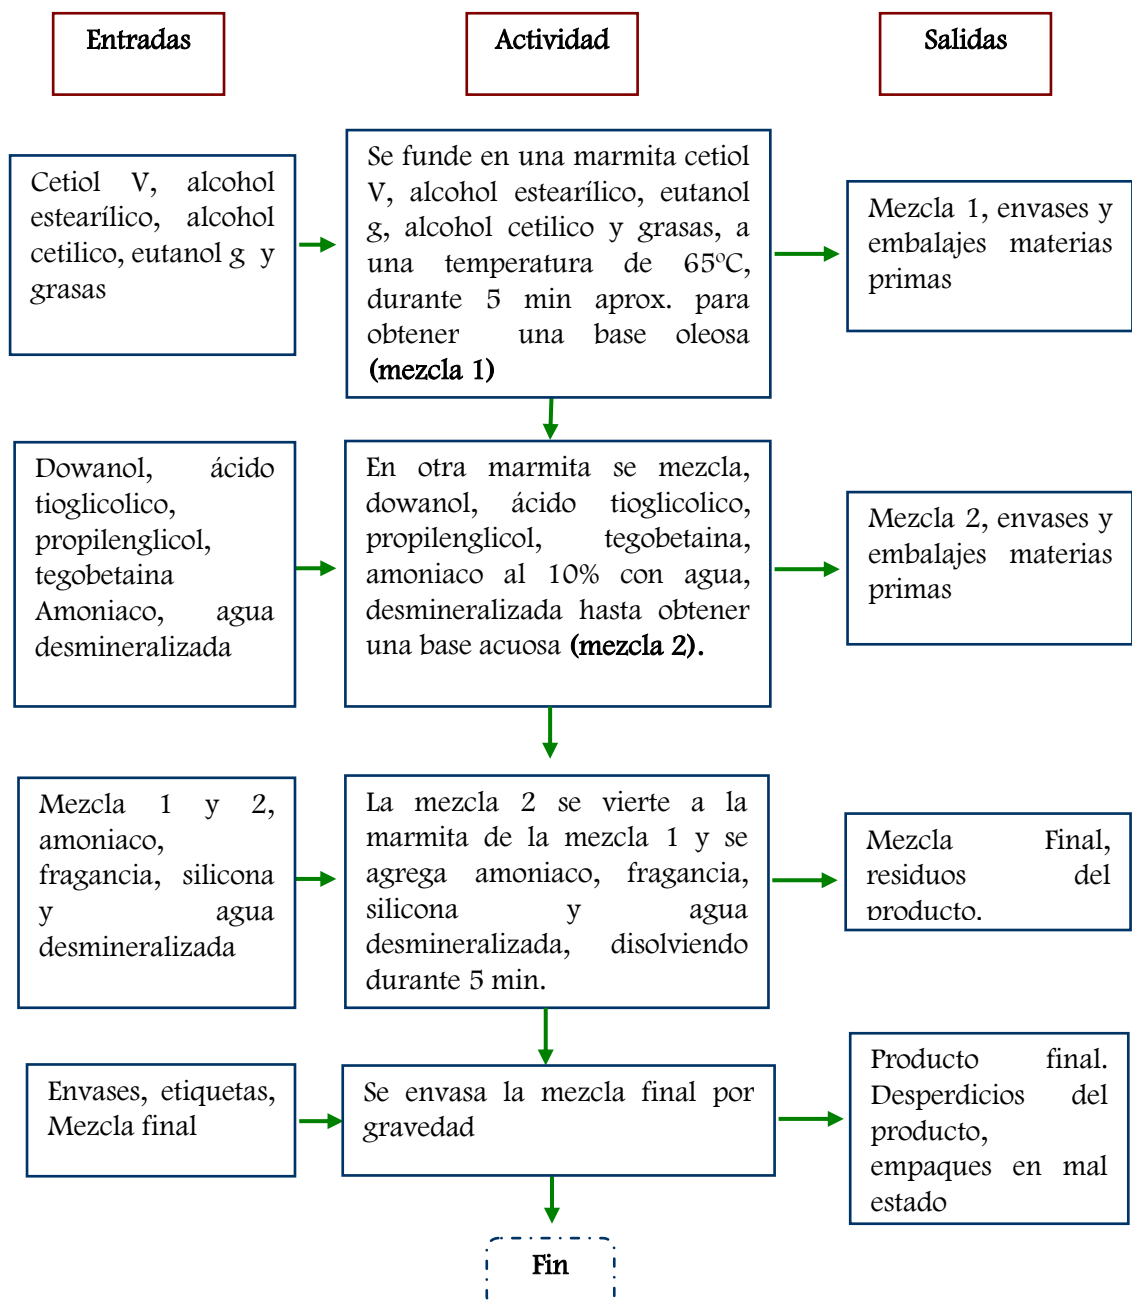 Entradas
Actividad
Salidas
Cetiol V, alcohol
estearílico, alcohol
cetilico, eutanol g y
grasas
Se funde en una marmita cetiol
V, alcohol estearílico, eutanol
g, alcohol cetilico y grasas, a
una temperatura de 65ºC,
durante 5 min aprox. para
obtener una base oleosa
(mezcla 1)
Mezcla 1, envases y
embalajes materias
primas
Dowanol, ácido
tioglicolico,
propilenglicol,
tegobetaina
Amoniaco, agua
desmineralizada
En otra marmita se mezcla,
dowanol, ácido tioglicolico,
propilenglicol, tegobetaina,
amoniaco al 10% con agua,
desmineralizada hasta obtener
una base acuosa (mezcla 2).
Mezcla 2, envases y
embalajes materias
primas
Mezcla 1 y 2,
amoniaco,
fragancia, silicona
y agua
desmineralizada
La mezcla 2 se vierte a la
marmita de la mezcla 1 y se
agrega amoniaco, fragancia,
silicona y agua
desmineralizada, disolviendo
durante 5 min.
Mezcla Final,
residuos del
producto.
Envases, etiquetas,
Mezcla final
Se envasa la mezcla final por
gravedad
Producto final.
Desperdicios del
producto,
empaques en mal
estado
Fin